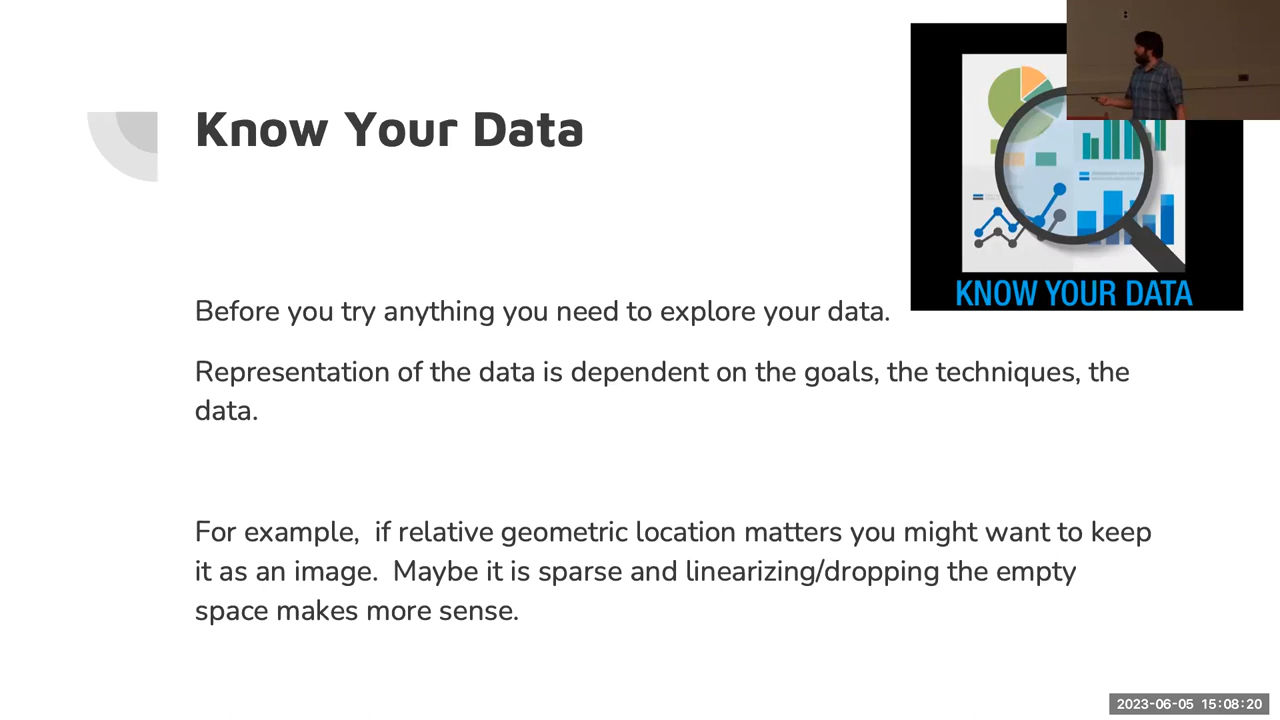 Know Your Data
KNOW YOUR DATA
Before you try anything you need to explore your data.
Representation of the data is dependent on the goals, the techniques, the
data.
For example,  if relative geometric location matters you might want to keep
it as an image.  Maybe it is sparse and linearizing/dropping the empty
space makes more sense.
2023-06-05 15:08:20